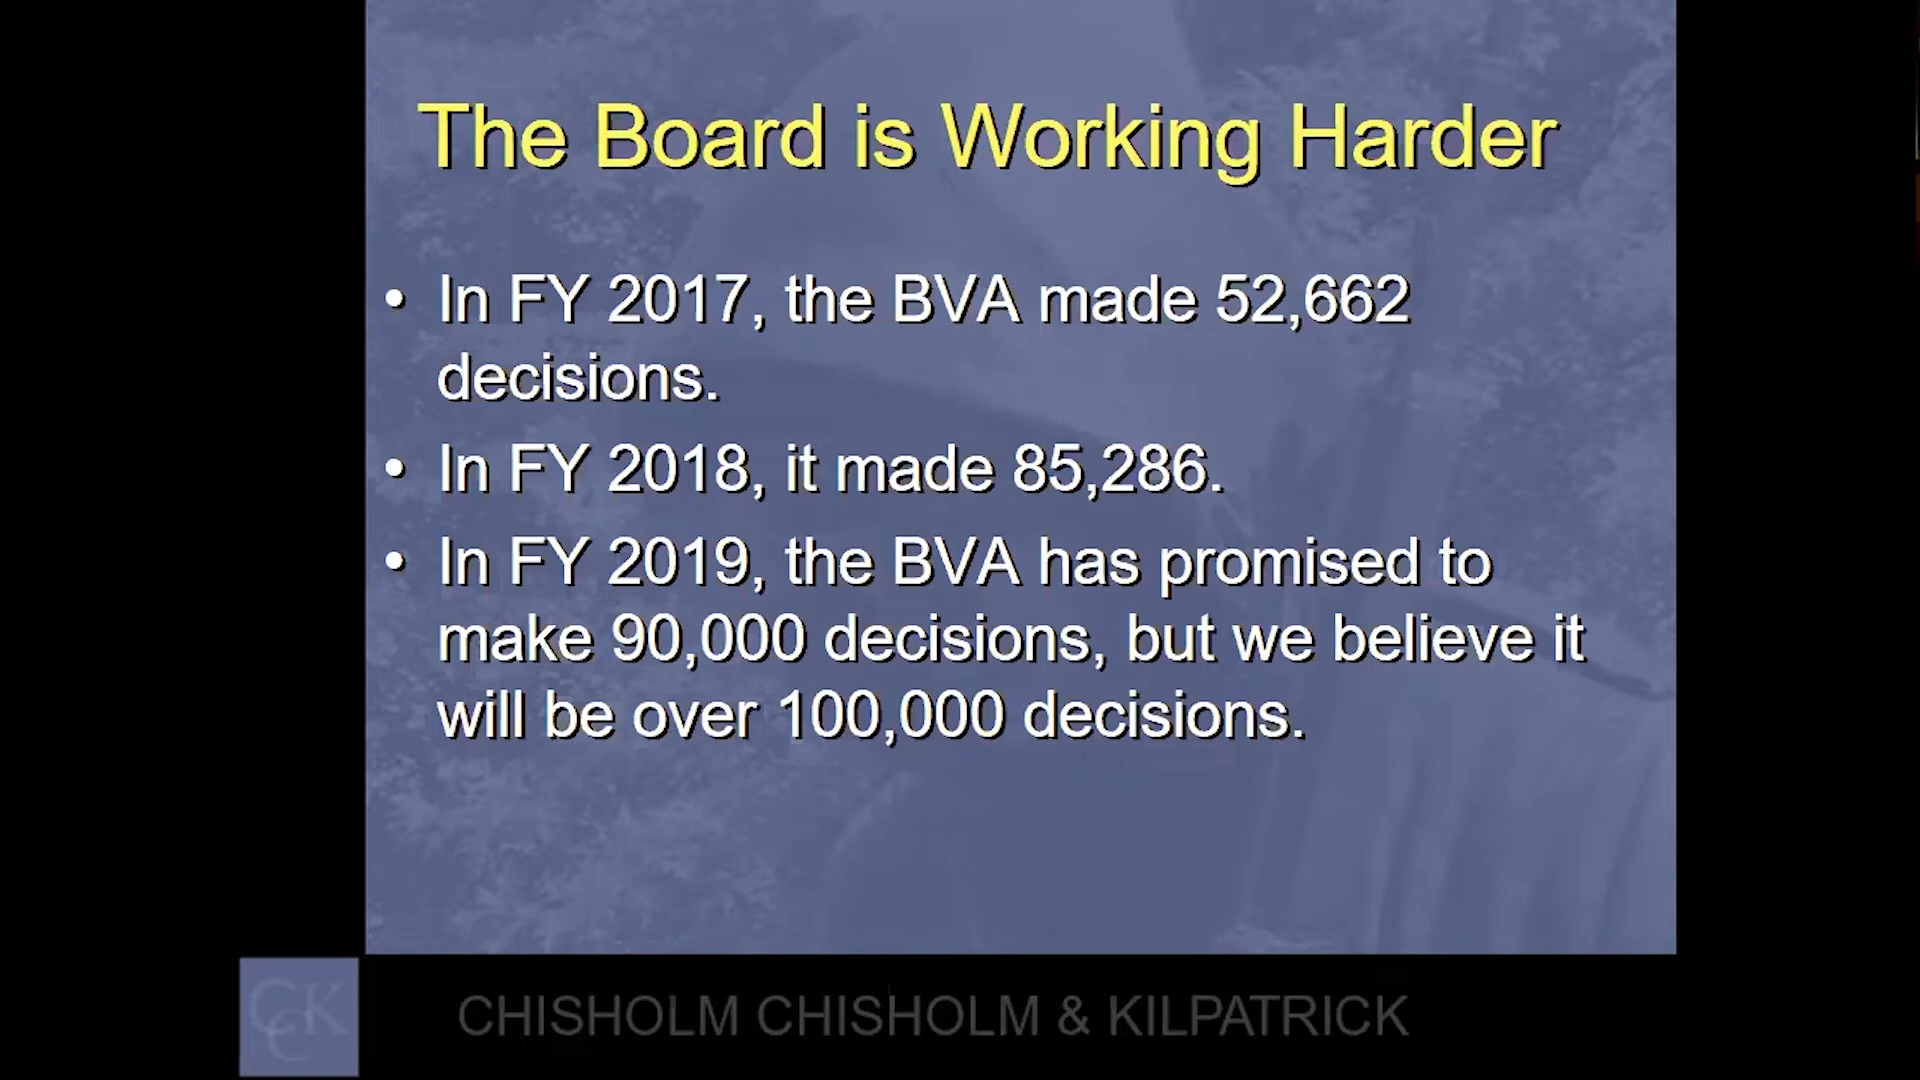 The Board is Working Harder
• In FY 2017, the BVA made 52,662
decisions.
• In FY 2018, it made 85,286.
• In FY 2019, the BVA has promised to
make 90,000 decisions, but we believe it
will be over 100,000 decisions.
CCK
CHISHOLM CHISHOLM & KILPATRICK